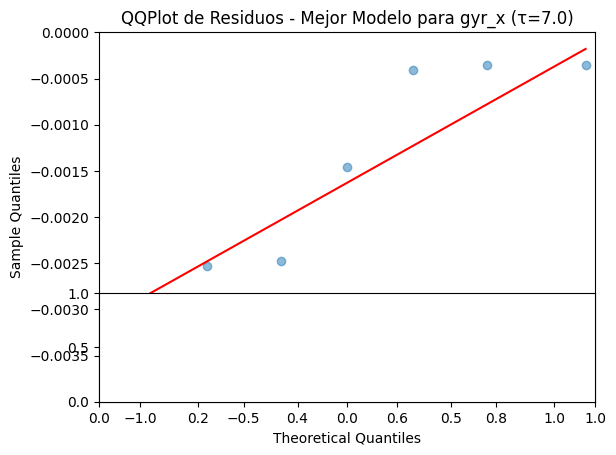 QQPlot de Residuos - Mejor Modelo para gyr_x (τ=7.0)
0.0000
−0.0005
−0.0010
−0.0015
−0.0020
−0.0025
1.0
−0.0030
0.5
−0.0035
0.0
Sample Quantiles
0.0 −1.0 0.2 −0.5 0.4 0.0 0.6 0.5 0.8 1.0 1.0
Theoretical Quantiles